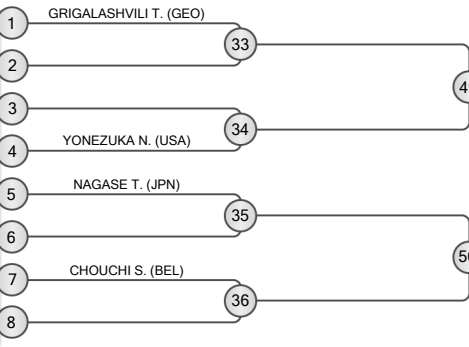 1 GRIGALASHVILI T. (GEO)
33
2
3
34
4 YONEZUKA N. (USA)
5 NAGASE T. (JPN)
35
6
7 CHOUCHI S. (BEL)
36
8